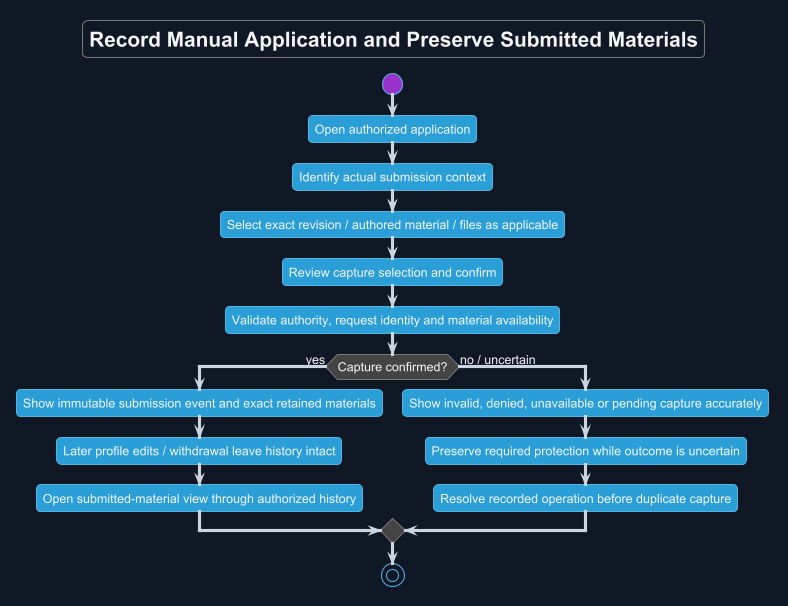 Record Manual Application and Preserve Submitted Materials
Open authorized application
Identify actual submission context
Select exact revision / authored material / files as applicable
Review capture selection and confirm
Validate authority, request identity and material availability
yes
Capture confirmed?
no / uncertain
Show immutable submission event and exact retained materials
Later profile edits / withdrawal leave history intact
Open submitted-material view through authorized history
Show invalid, denied, unavailable or pending capture accurately
Preserve required protection while outcome is uncertain
Resolve recorded operation before duplicate capture